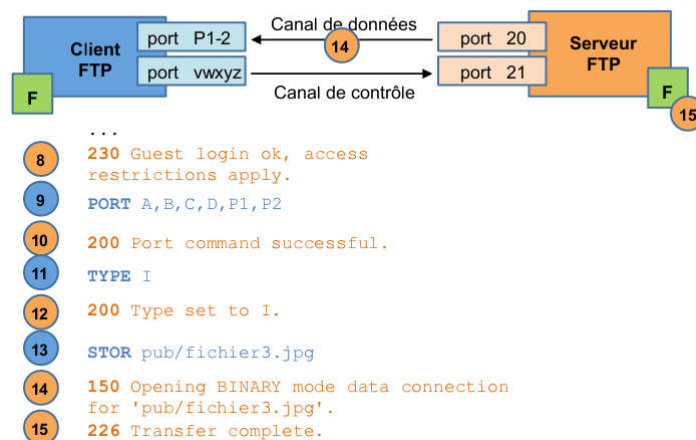 Canal de données
Client
FTP
port P1-2
14
port 20
Serveur
FTP
port vwxyz
port 21
Canal de contrôle
F
F
15
...
8 230 Guest login ok, access
restrictions apply.
9 PORT A,B,C,D,P1,P2
10 200 Port command successful.
11 TYPE I
12 200 Type set to I.
13 STOR pub/fichier3.jpg
14 150 Opening BINARY mode data connection
for 'pub/fichier3.jpg'.
15 226 Transfer complete.